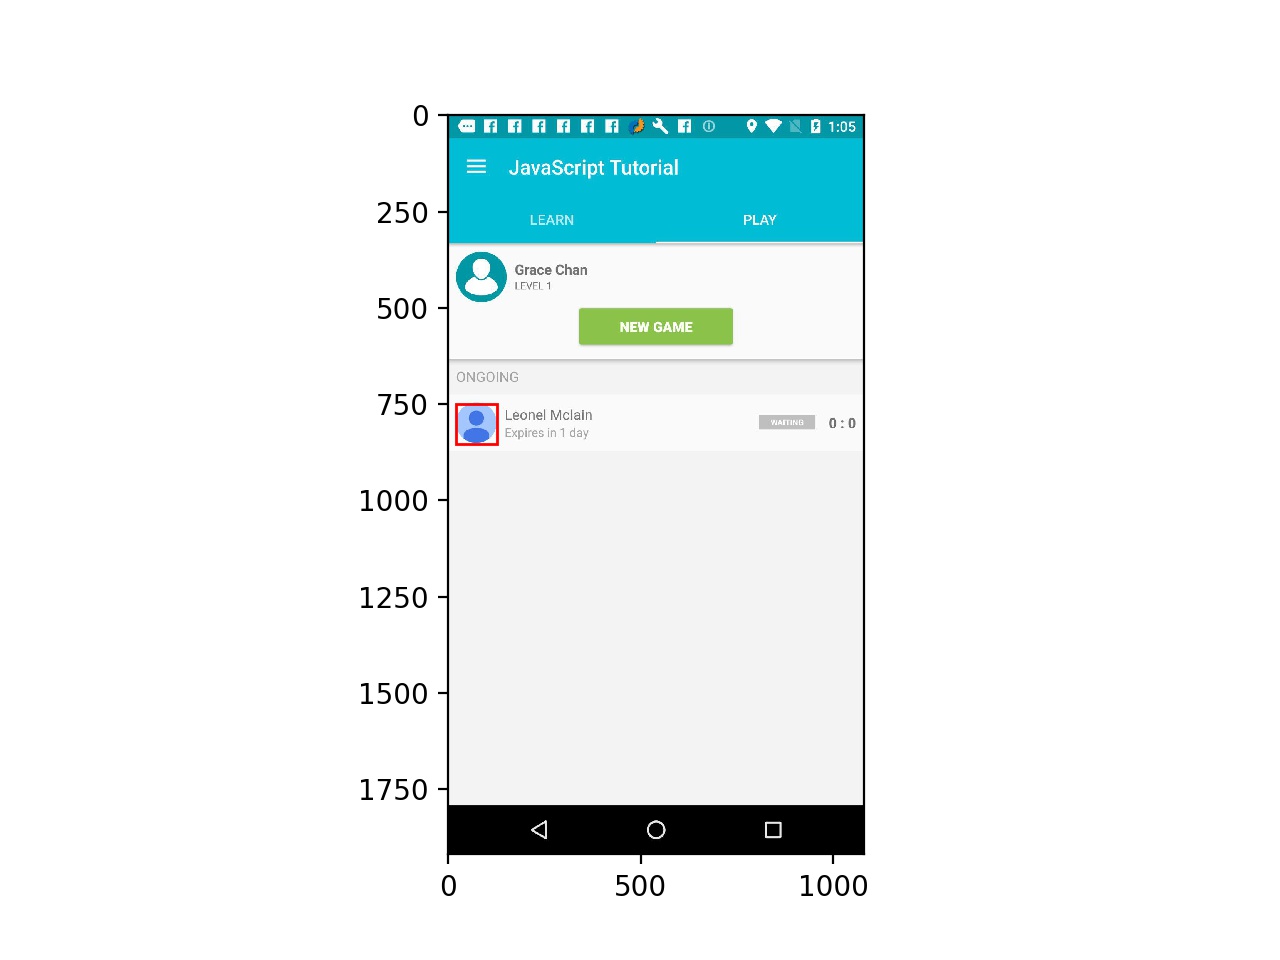 0
250
500
750
1000
1250
1500
1750
0
500
1000
1:05
JavaScript Tutorial
LEARN
PLAY
Grace Chan
LEVEL 1
NEW GAME
ONGOING
Leonel Mclain
Expires in 1 day
WAITING
0 : 0